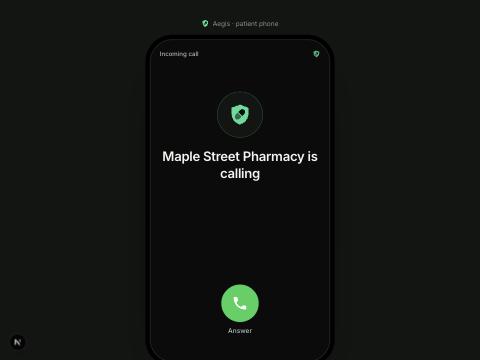 Aegis · patient phone
Incoming call
Maple Street Pharmacy is
calling
Answer
N